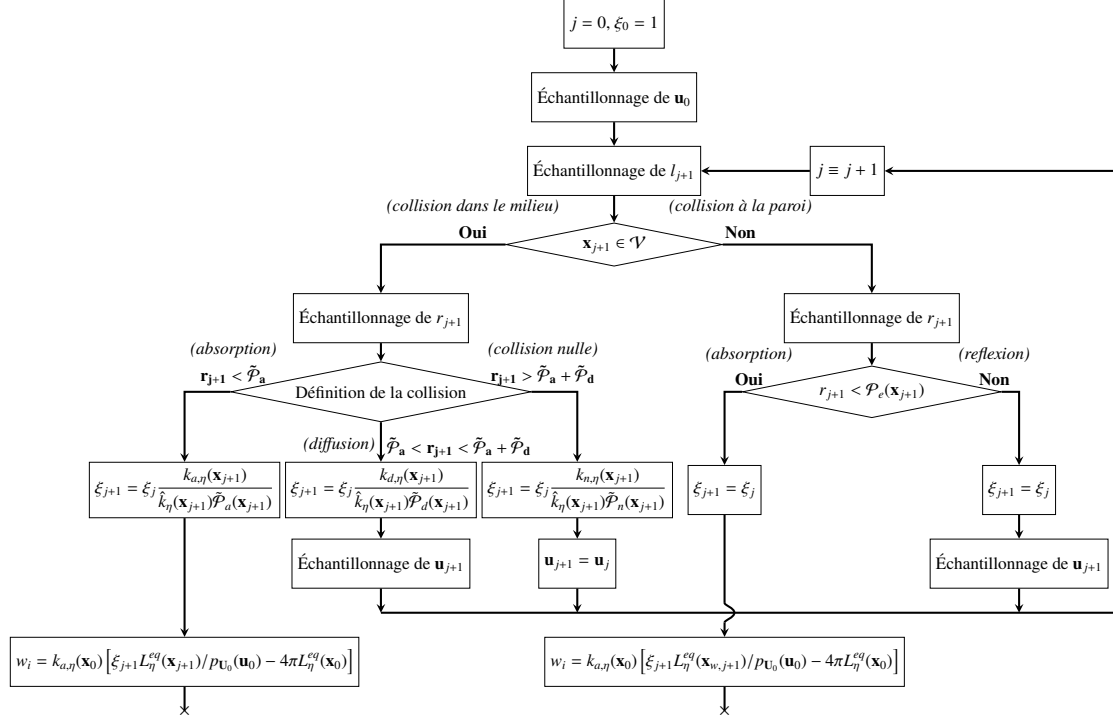 j = 0, ξ₀ = 1
Échantillonnage de u₀
Échantillonnage de l_{j+1}
j ≡ j + 1
(collision dans le milieu)
(collision à la paroi)
Oui
x_{j+1} ∈ 𝒱
Non
Échantillonnage de r_{j+1}
Échantillonnage de r_{j+1}
(absorption)
(collision nulle)
(absorption)
(reflexion)
r_{j+1} < P̃_a
r_{j+1} > P̃_a + P̃_d
Oui
Non
Définition de la collision
r_{j+1} < P_e(x_{j+1})
(diffusion)
P̃_a < r_{j+1} < P̃_a + P̃_d
ξ_{j+1} = ξ_j k_{a,η}(x_{j+1}) / k̂_η(x_{j+1})P̃_a(x_{j+1})
ξ_{j+1} = ξ_j k_{d,η}(x_{j+1}) / k̂_η(x_{j+1})P̃_d(x_{j+1})
ξ_{j+1} = ξ_j k_{n,η}(x_{j+1}) / k̂_η(x_{j+1})P̃_n(x_{j+1})
ξ_{j+1} = ξ_j
ξ_{j+1} = ξ_j
Échantillonnage de u_{j+1}
u_{j+1} = u_j
Échantillonnage de u_{j+1}
w_i = k_{a,η}(x₀) [ξ_{j+1} L_η^{eq}(x_{j+1})/p_{U₀}(u₀) − 4πL_η^{eq}(x₀)]
w_i = k_{a,η}(x₀) [ξ_{j+1} L_η^{eq}(x_{w,j+1})/p_{U₀}(u₀) − 4πL_η^{eq}(x₀)]